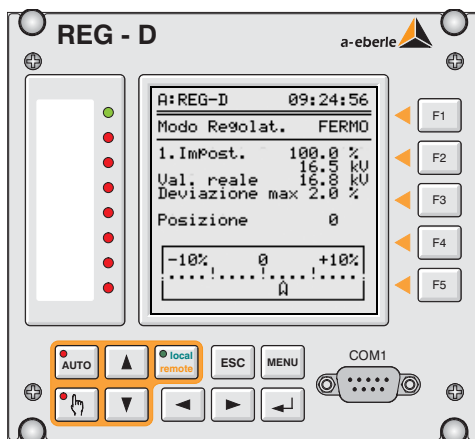 REG - D
a-eberle
A:REG-D 09:24:56
Modo Regolat. FERMO
1.Impost. 100.0 %
16.5 kV
Val. reale 16.8 kV
Deviazione max 2.0 %
Posizione 0
-10% 0 +10%
F1
F2
F3
F4
F5
AUTO
local
remote
ESC
MENU
COM1